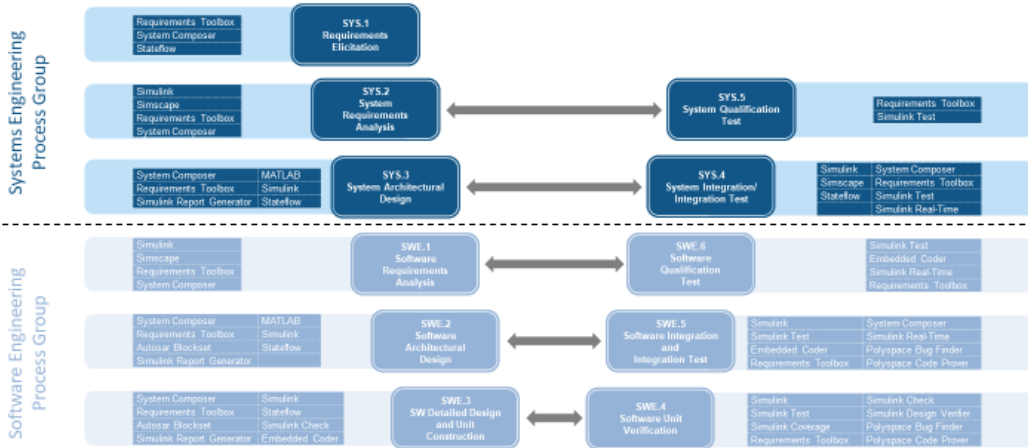 Systems Engineering
Process Group
Requirements Toolbox
System Composer
Stateflow
SYS.1
Requirements
Elicitation
Simulink
Simscape
Requirements Toolbox
System Composer
SYS.2
System
Requirements
Analysis
SYS.5
System Qualification
Test
Requirements Toolbox
Simulink Test
System Composer MATLAB
Requirements Toolbox Simulink
Simulink Report Generator Stateflow
SYS.3
System Architectural
Design
SYS.4
System Integration/
Integration Test
Simulink System Composer
Simscape Requirements Toolbox
Stateflow Simulink Test
Simulink Real-Time
Software Engineering
Process Group
Simulink
Simscape
Requirements Toolbox
System Composer
SWE.1
Software
Requirements
Analysis
SWE.6
Software
Qualification
Test
Simulink Test
Embedded Coder
Simulink Real-Time
Requirements Toolbox
System Composer MATLAB
Requirements Toolbox Simulink
Autosar Blockset Stateflow
Simulink Report Generator
SWE.2
Software
Architectural
Design
SWE.5
Software Integration
and
Integration Test
Simulink System Composer
Simulink Test Simulink Real-Time
Embedded Coder Polyspace Bug Finder
Requirements Toolbox Polyspace Code Prover
System Composer Simulink
Requirements Toolbox Stateflow
Autosar Blockset Simulink Check
Simulink Report Generator Embedded Coder
SWE.3
SW Detailed Design
and Unit
Construction
SWE.4
Software Unit
Verification
Simulink Simulink Check
Simulink Test Simulink Design Verifier
Simulink Coverage Polyspace Bug Finder
Requirements Toolbox Polyspace Code Prover